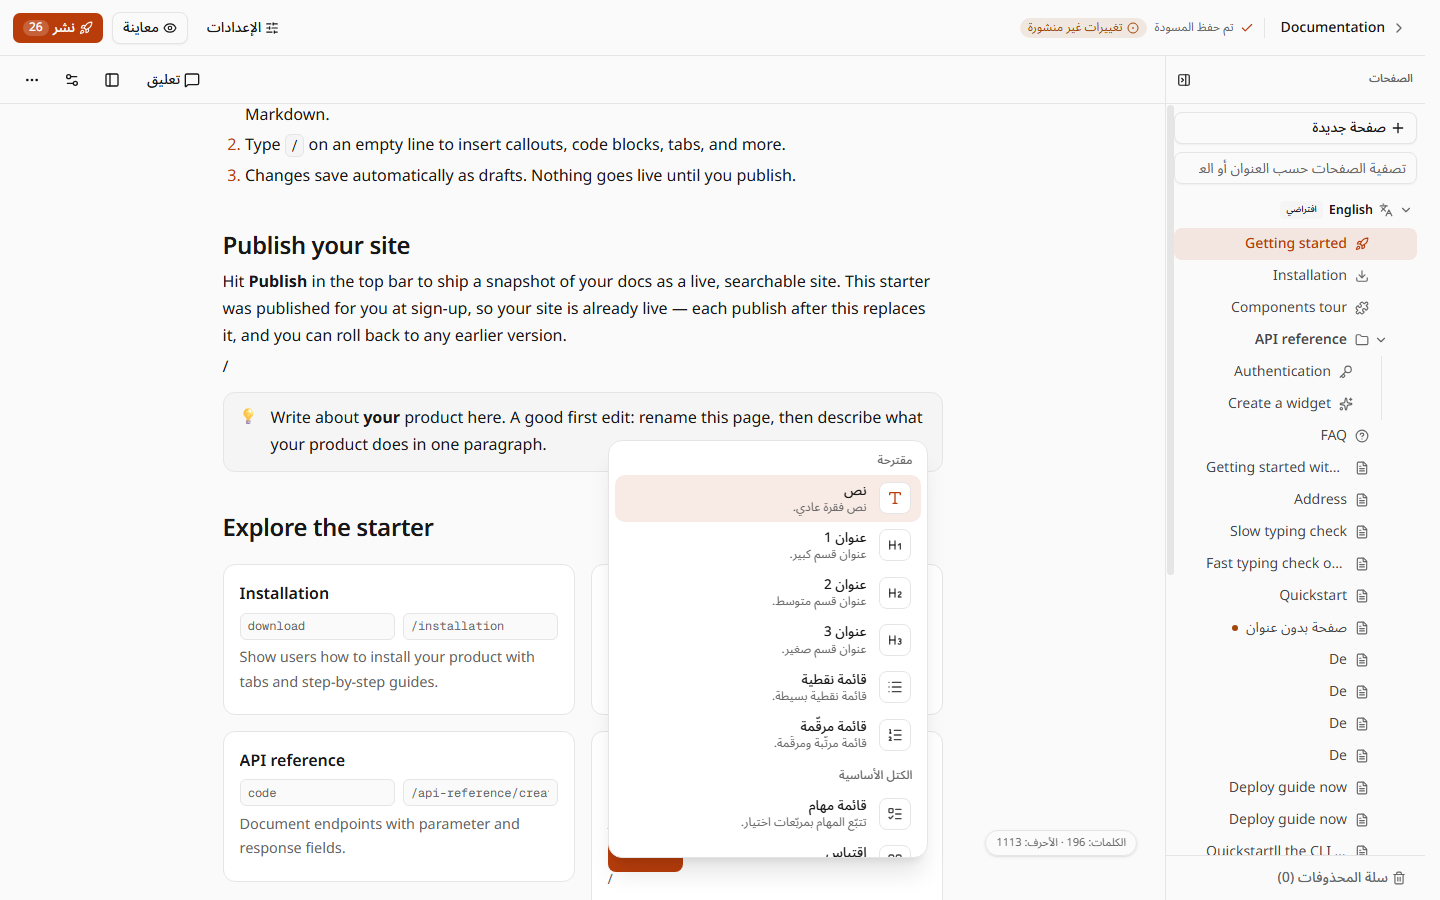 Documentation
تم حفظ المسودة
تغييرات غير منشورة
الإعدادات
معاينة
نشر 26
الصفحات
صفحة جديدة
تصفية الصفحات حسب العنوان أو الع
English افتراضي
Getting started
Installation
Components tour
API reference
Authentication
Create a widget
FAQ
Getting started wit...
Address
Slow typing check
Fast typing check o...
Quickstart
صفحة بدون عنوان
De
De
De
De
Deploy guide now
Deploy guide now
Quickstartll the CLI ...
سلة المحذوفات (0)
تعليق
Markdown.
2. Type / on an empty line to insert callouts, code blocks, tabs, and more.
3. Changes save automatically as drafts. Nothing goes live until you publish.
Publish your site
Hit Publish in the top bar to ship a snapshot of your docs as a live, searchable site. This starter
was published for you at sign-up, so your site is already live — each publish after this replaces
it, and you can roll back to any earlier version.
/
Write about your product here. A good first edit: rename this page, then describe what
your product does in one paragraph.
Explore the starter
Installation
download /installation
Show users how to install your product with
tabs and step-by-step guides.
API reference
code /api-reference/crea
Document endpoints with parameter and
response fields.
/
مقترحة
نص
نص فقرة عادي.
عنوان 1
عنوان قسم كبير.
عنوان 2
عنوان قسم متوسط.
عنوان 3
عنوان قسم صغير.
قائمة نقطية
قائمة نقطية بسيطة.
قائمة مرقّمة
قائمة مرتّبة ومرقّمة.
الكتل الأساسية
قائمة مهام
تتبّع المهام بمربّعات اختيار.
اقتباس
الكلمات: 196 · الأحرف: 1113